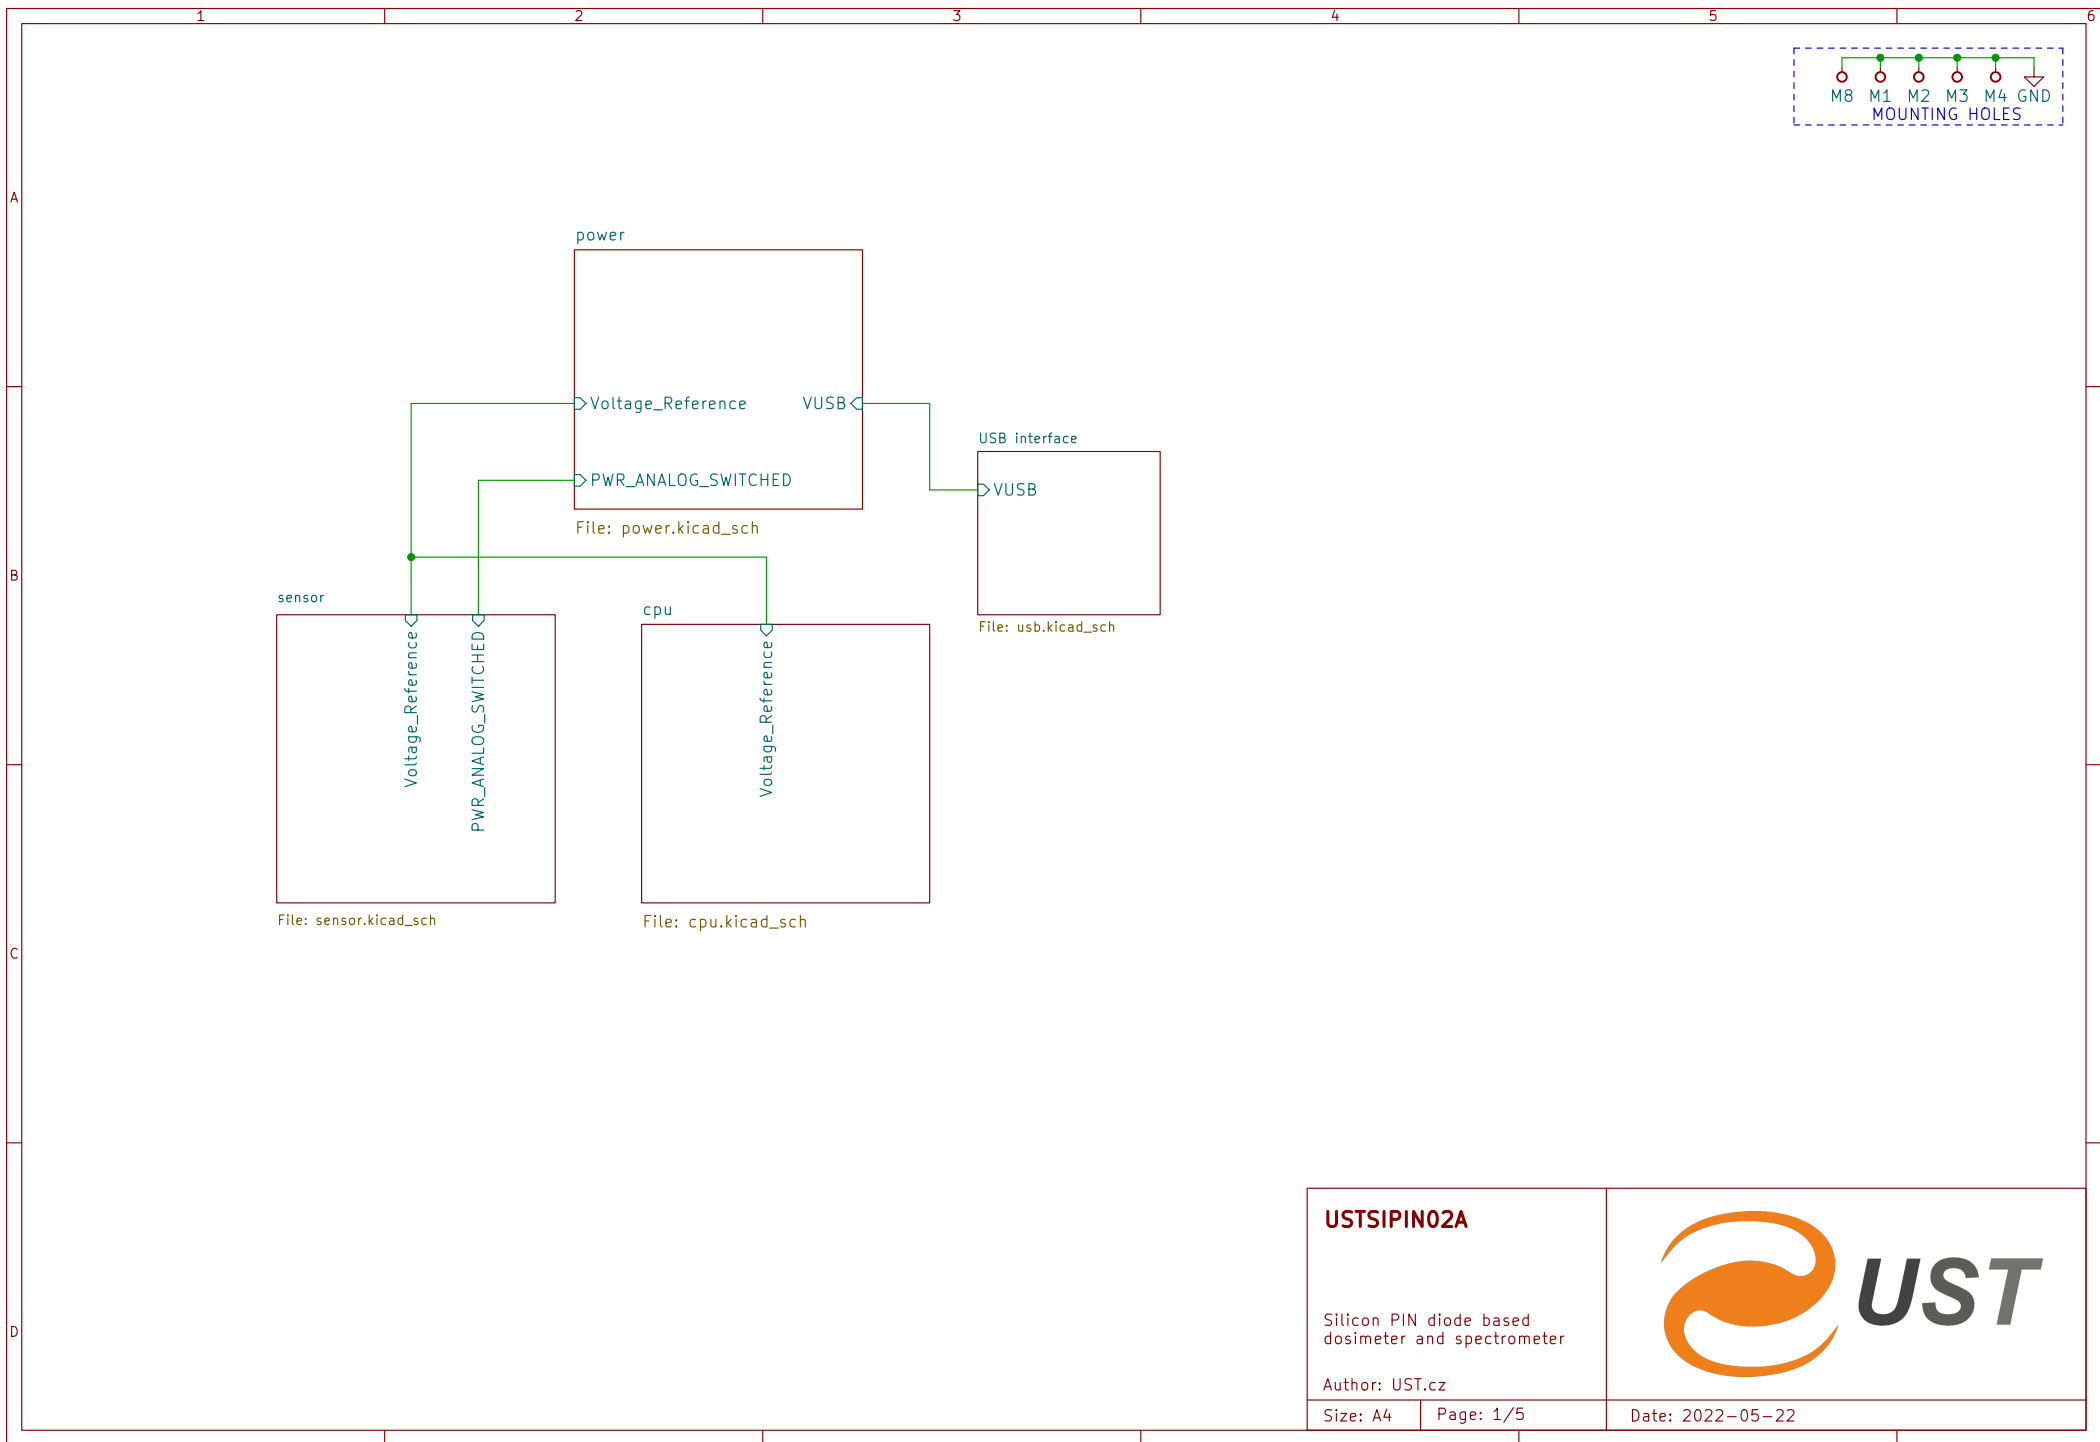 1 2 3 4 5 6
M8 M1 M2 M3 M4 GND
MOUNTING HOLES
A
power
Voltage_Reference VUSB
USB interface
PWR_ANALOG_SWITCHED
VUSB
File: power.kicad_sch
B
sensor
cpu
File: usb.kicad_sch
Voltage_Reference
PWR_ANALOG_SWITCHED
Voltage_Reference
File: sensor.kicad_sch
File: cpu.kicad_sch
C
USTSIPIN02A
UST
Silicon PIN diode based
dosimeter and spectrometer
D
Author: UST.cz
Size: A4 Page: 1/5 Date: 2022-05-22